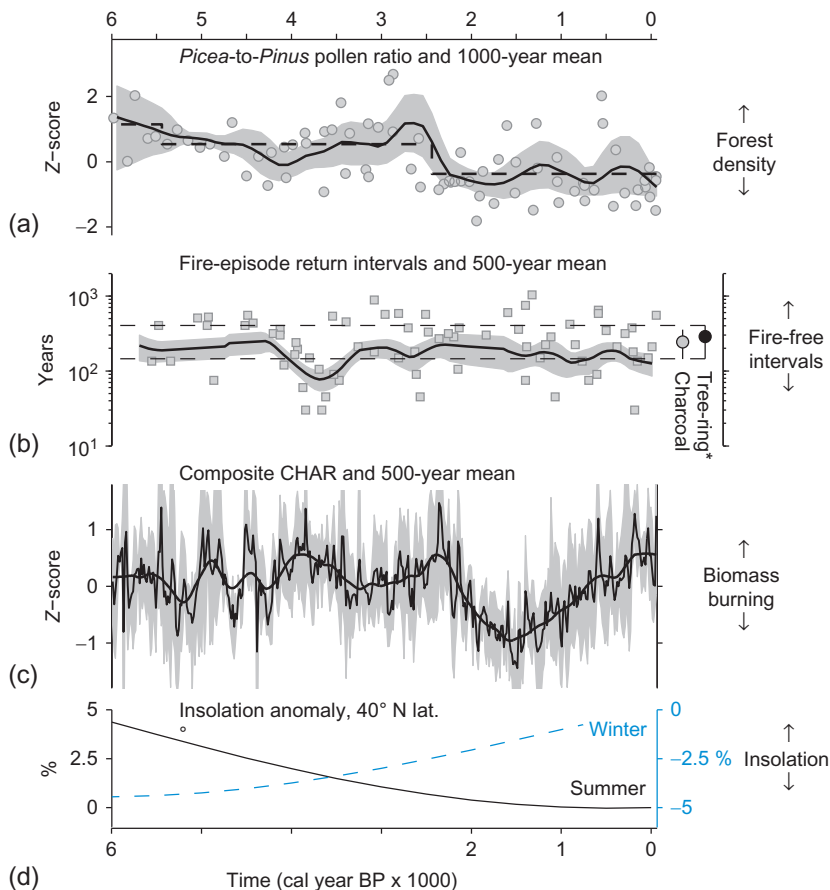 6 5 4 3 2 1 0
Picea-to-Pinus pollen ratio and 1000-year mean
2
0
−2
Z−score
↑
Forest
density
↓
(a)
Fire-episode return intervals and 500-year mean
10³
10²
10¹
Years
Charcoal
Tree-ring*
↑
Fire-free
intervals
↓
(b)
Composite CHAR and 500-year mean
1
0
−1
Z−score
↑
Biomass
burning
↓
(c)
Insolation anomaly, 40° N lat.
°
5
2.5
0
%
Winter
Summer
0
−2.5 %
−5
↑
Insolation
↓
6 5 4 3 2 1 0
(d)
Time (cal year BP x 1000)